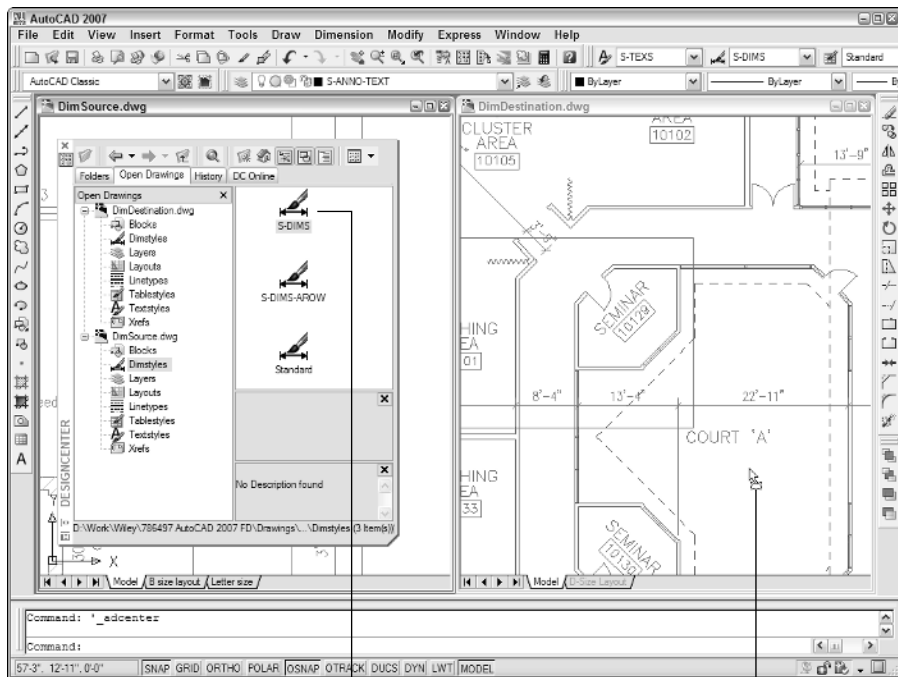 AutoCAD 2007
File Edit View Insert Format Tools Draw Dimension Modify Express Window Help
S-TEXS S-DIMS Standard
AutoCAD Classic S-ANNO-TEXT ByLayer ByLayer
DimSource.dwg
Folders Open Drawings History DC Online
Open Drawings
DimDestination.dwg
Blocks
Dimstyles
Layers
Layouts
Linetypes
Tablestyles
Textstyles
Xrefs
DimSource.dwg
Blocks
Dimstyles
Layers
Layouts
Linetypes
Tablestyles
Textstyles
Xrefs
S-DIMS
S-DIMS-AROW
Standard
No Description found
DESIGNCENTER
D:\Work\Wiley\786497 AutoCAD 2007 FD\Drawings\...\Dimstyles (3 Item(s))
Y
X
Model B size layout Letter size
DimDestination.dwg
CLUSTER
AREA
10105
AREA
10102
13'-9"
3'-5"
SEMINAR
10129
HING
EA
01
8'-4" 13'-4" 22'-11"
COURT 'A'
HING
EA
33
SEMINAR
10130
Model D-Size Layout
Command: '_adcenter
Command:
57'-3", 12'-11", 0'-0" SNAP GRID ORTHO POLAR OSNAP OTRACK DUCS DYN LWT MODEL